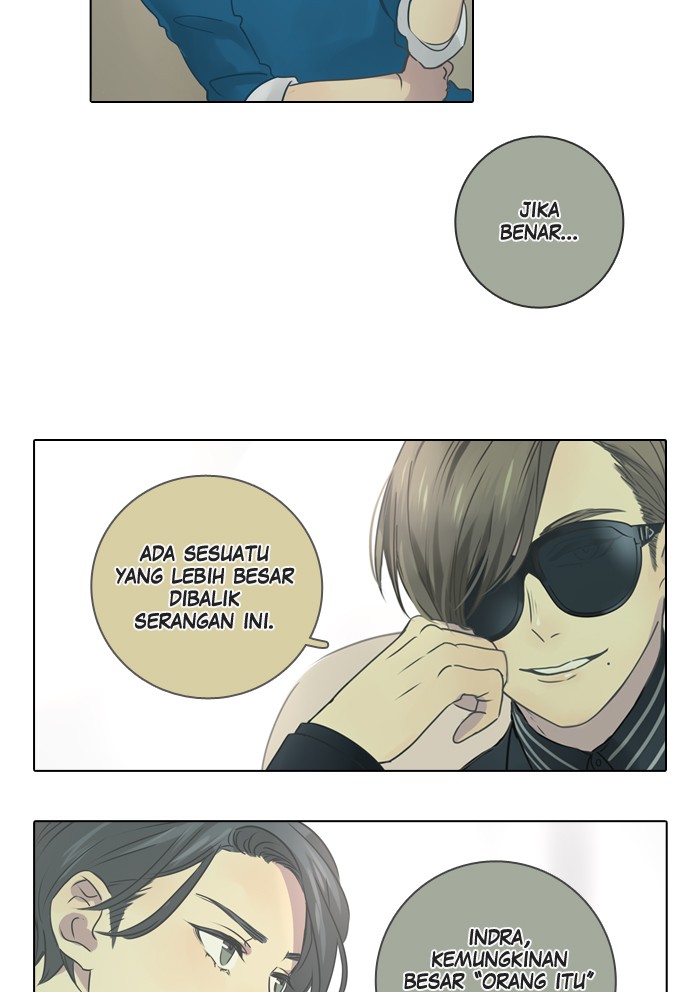 JIKA
BENAR...
ADA SESUATU
YANG LEBIH BESAR
DIBALIK
SERANGAN INI.
INDRA,
KEMUNGKINAN
BESAR "ORANG ITU"